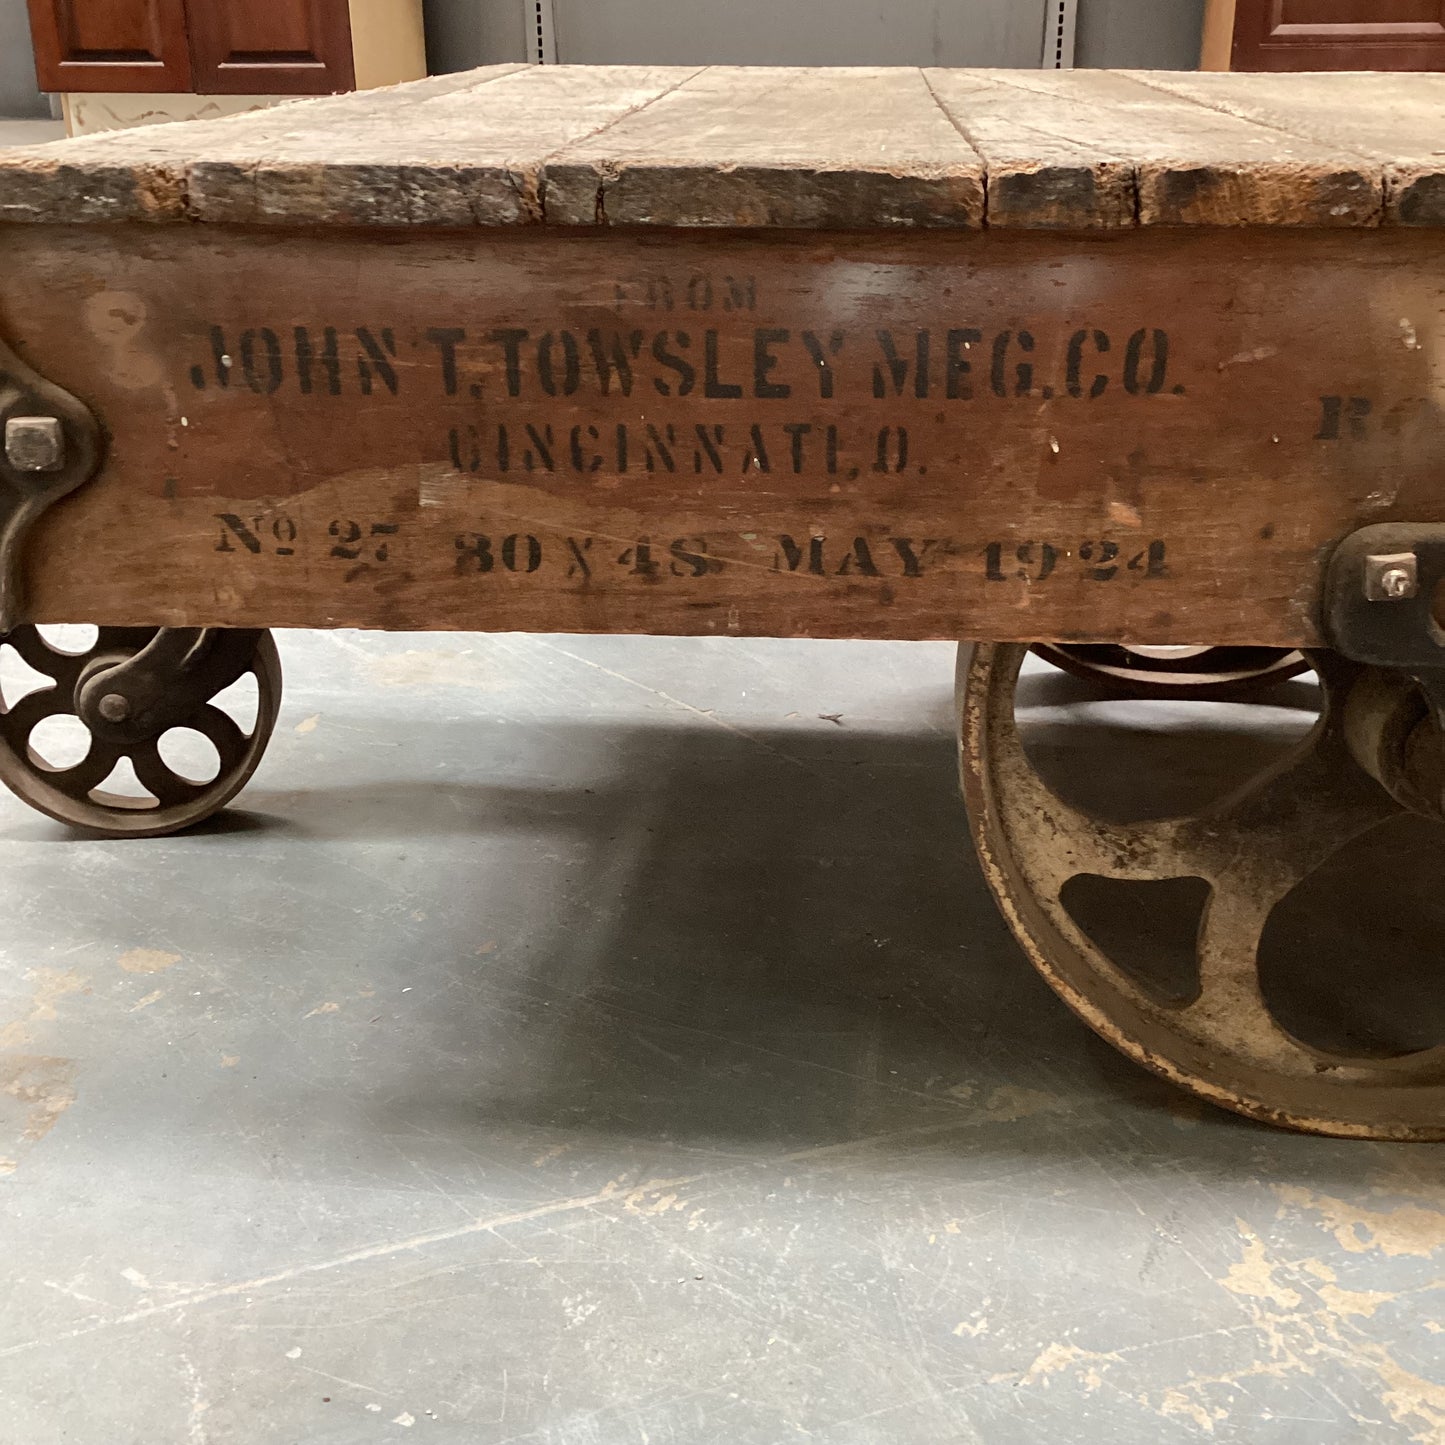 FROM
JOHN T. TOWSLEY MFG. CO.
CINCINNATI, O.
R
Nº 27 30 X 48 MAY 1924